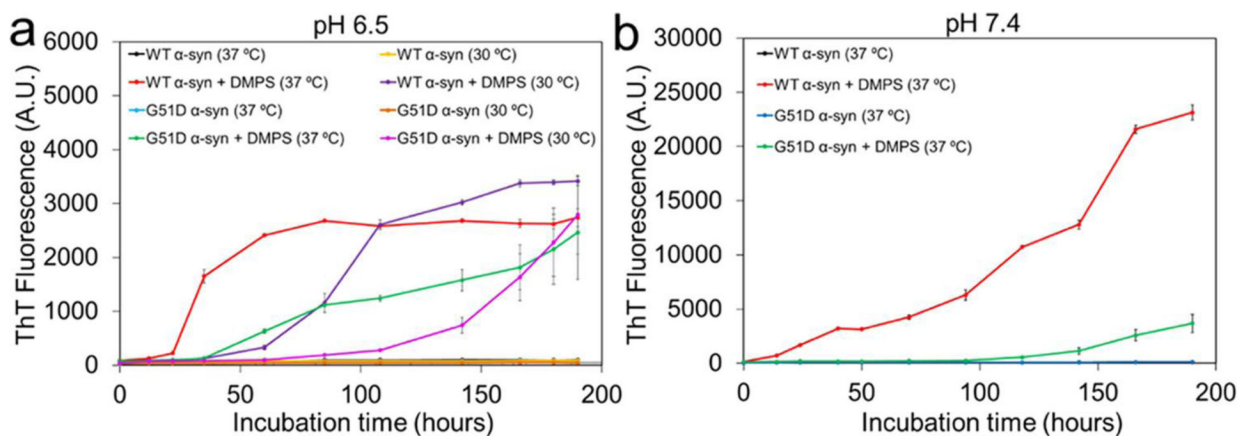 a
pH 6.5
ThT Fluorescence (A.U.)
6000
5000
4000
3000
2000
1000
0
WT α-syn (37 ºC)
WT α-syn (30 ºC)
WT α-syn + DMPS (37 ºC)
WT α-syn + DMPS (30 ºC)
G51D α-syn (37 ºC)
G51D α-syn (30 ºC)
G51D α-syn + DMPS (37 ºC)
G51D α-syn + DMPS (30 ºC)
0 50 100 150 200
Incubation time (hours)
b
pH 7.4
ThT Fluorescence (A.U.)
30000
25000
20000
15000
10000
5000
0
WT α-syn (37 ºC)
WT α-syn + DMPS (37 ºC)
G51D α-syn (37 ºC)
G51D α-syn + DMPS (37 ºC)
0 50 100 150 200
Incubation time (hours)